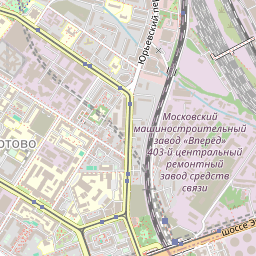 Юрьевский пер
Московский
машиностроительный
завод «Вперед»
403-й центральный
ремонтный
завод средств
связи
ОТОВО
шоссе Э